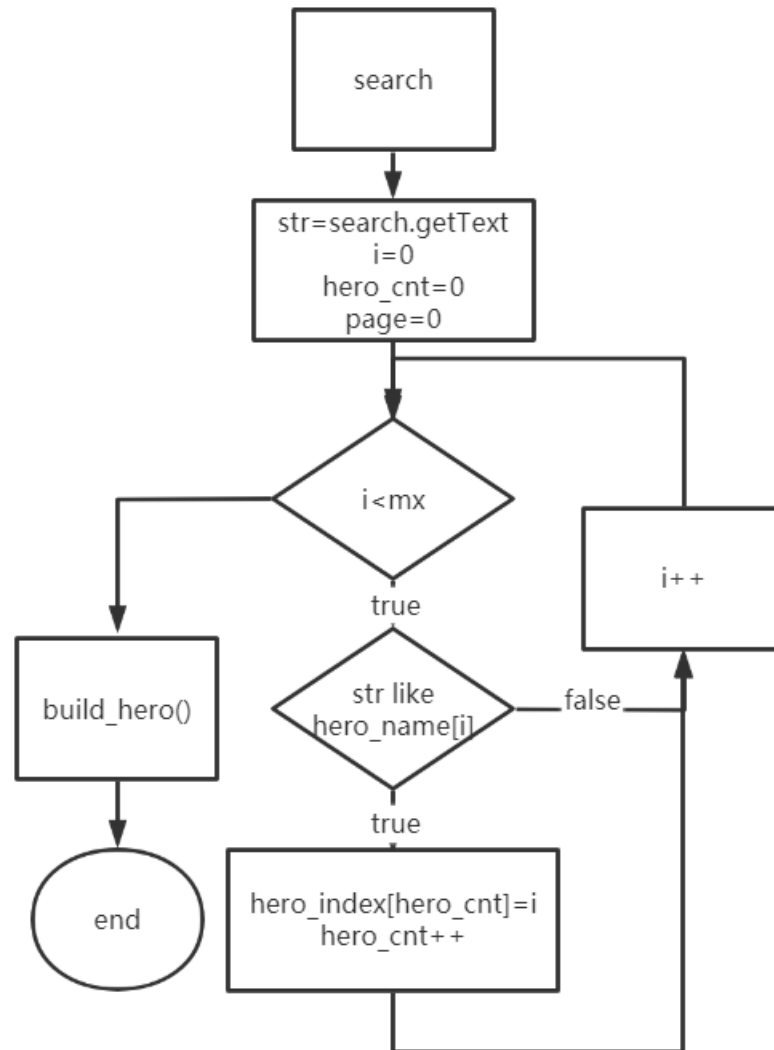 search
str=search.getText
i=0
hero_cnt=0
page=0
i<mx
i++
true
str like
hero_name[i]
false
build_hero()
true
hero_index[hero_cnt]=i
hero_cnt++
end